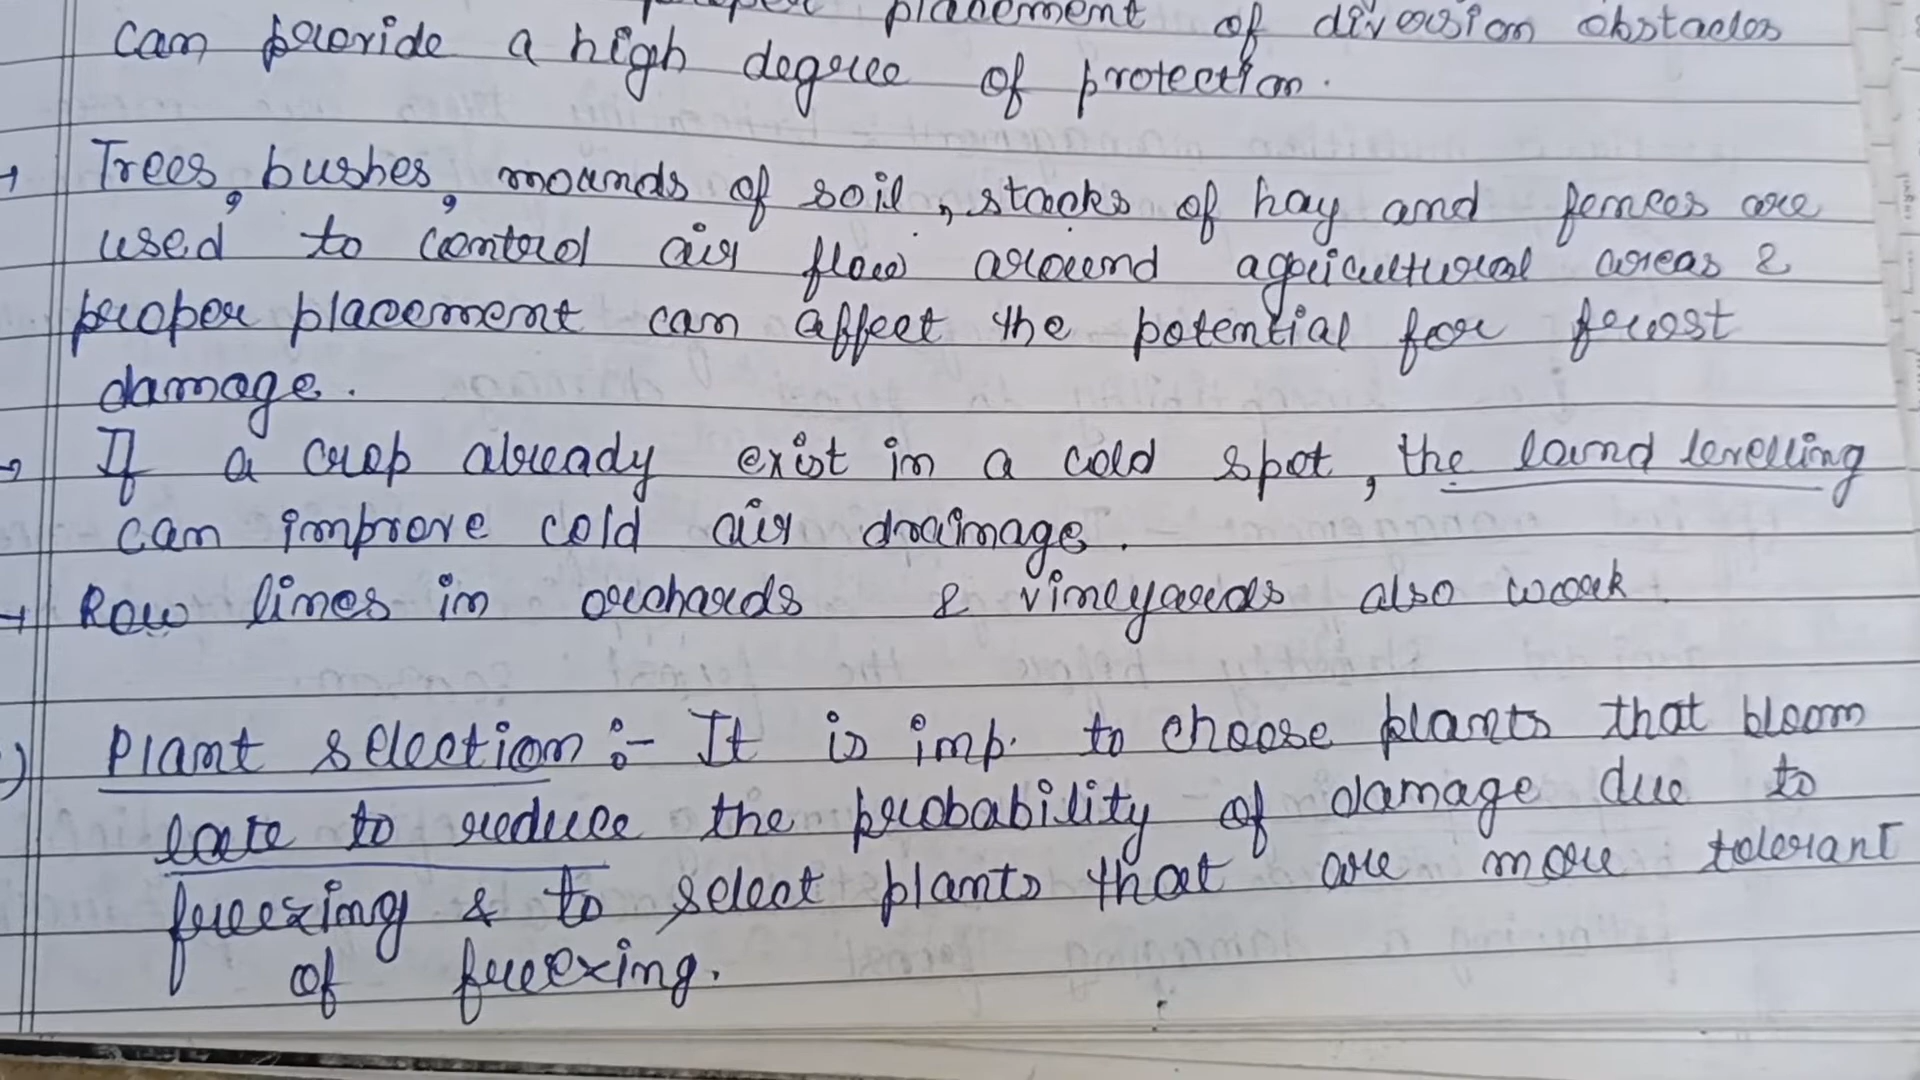 proper placement of diversion obstacles
can provide a high degree of protection.
→ Trees, bushes, mounds of soil, stacks of hay and fences are
used to control air flow around agricultural areas &
proper placement can affect the potential for frost
damage.
→ If a crop already exist in a cold spot, the land levelling
can improve cold air drainage.
→ Row lines in orchards & vineyards also work
) Plant selection :- It is imp. to choose plants that bloom
late to reduce the probability of damage due to
freezing & to select plants that are more tolerant
of freezing.